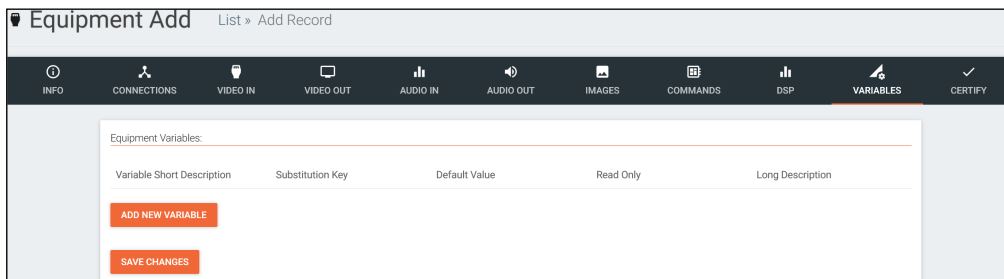 Equipment Add List » Add Record
INFO CONNECTIONS VIDEO IN VIDEO OUT AUDIO IN AUDIO OUT IMAGES COMMANDS DSP VARIABLES CERTIFY
Equipment Variables:
Variable Short Description Substitution Key Default Value Read Only Long Description
ADD NEW VARIABLE
SAVE CHANGES